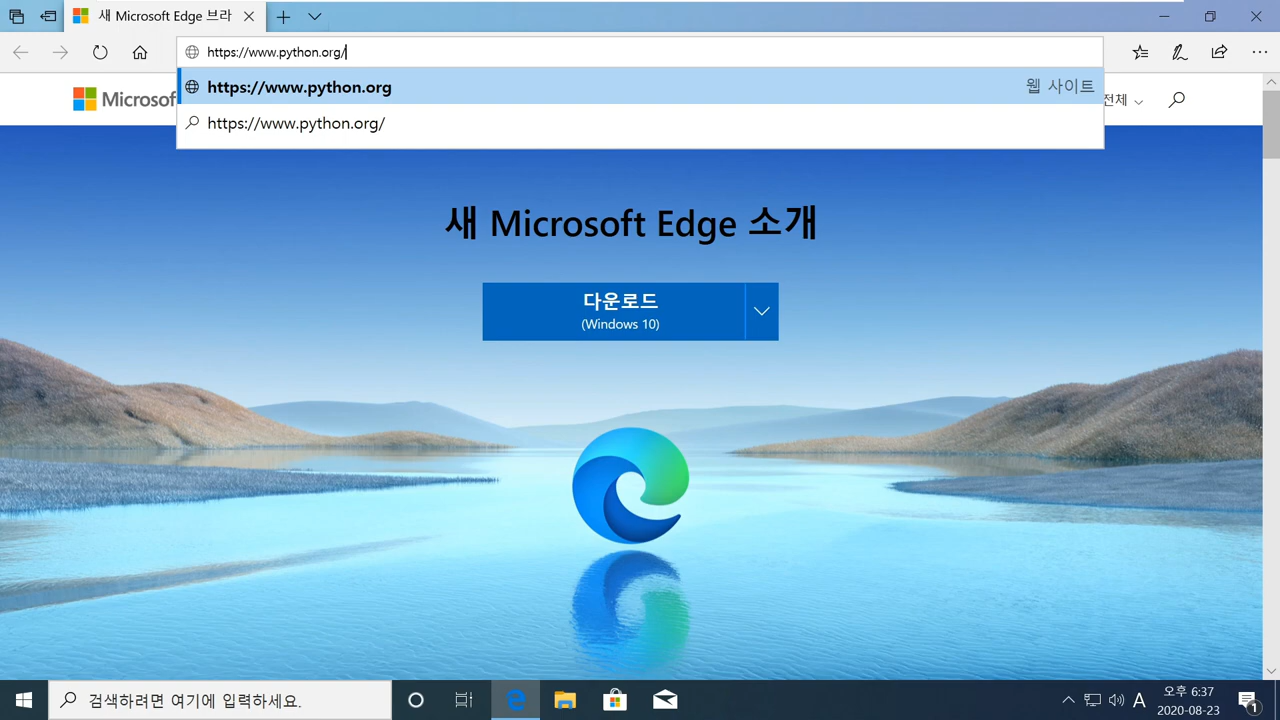 새 Microsoft Edge 브라
https://www.python.org/
https://www.python.org
웹 사이트
https://www.python.org/
Microsof
전체
새 Microsoft Edge 소개
다운로드
(Windows 10)
검색하려면 여기에 입력하세요.
A
오후 6:37
2020-08-23
1